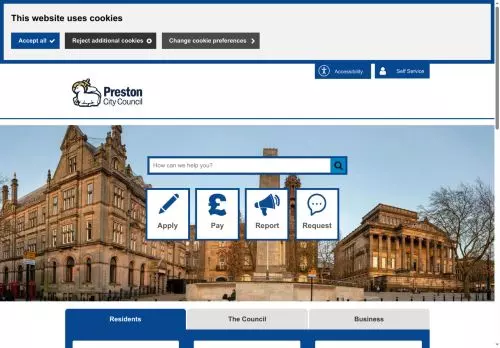 This website uses cookies
Accept all
Reject additional cookies
Change cookie preferences
Accessibility
Self Service
Preston
City Council
How can we help you?
Apply
Pay
Report
Request
Residents
The Council
Business